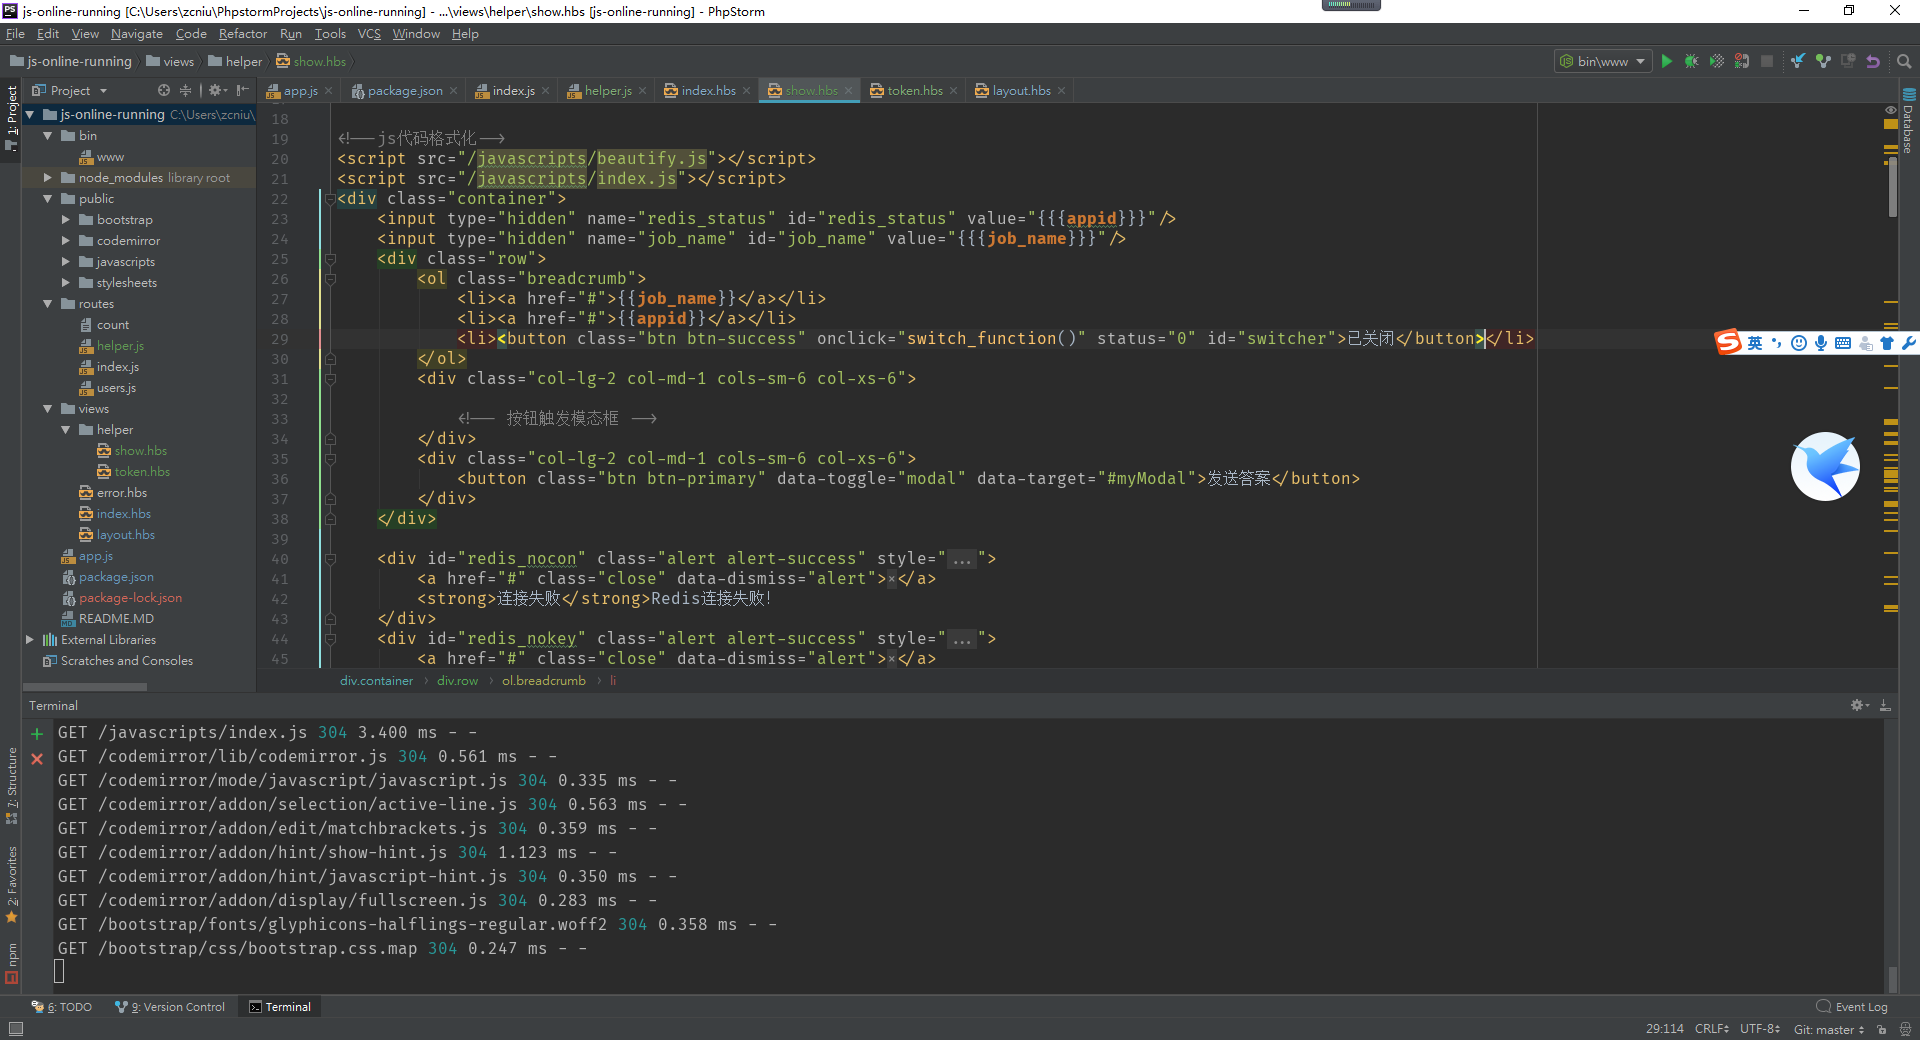 js-online-running [C:\Users\zcniu\PhpstormProjects\js-online-running] - ...\views\helper\show.hbs [js-online-running] - PhpStorm
File Edit View Navigate Code Refactor Run Tools VCS Window Help
js-online-running views helper show.hbs bin\www
Project app.js package.json index.js helper.js index.hbs show.hbs token.hbs layout.hbs
1: Project
7: Structure
2: Favorites
npm
Database
js-online-running C:\Users\zcniu\
bin
www
node_modules library root
public
bootstrap
codemirror
javascripts
stylesheets
routes
count
helper.js
index.js
users.js
views
helper
show.hbs
token.hbs
error.hbs
index.hbs
layout.hbs
app.js
package.json
package-lock.json
README.MD
External Libraries
Scratches and Consoles
18
19 <!--js代码格式化-->
20 <script src="/javascripts/beautify.js"></script>
21 <script src="/javascripts/index.js"></script>
22 <div class="container">
23 <input type="hidden" name="redis_status" id="redis_status" value="{{{appid}}}"/>
24 <input type="hidden" name="job_name" id="job_name" value="{{{job_name}}}"/>
25 <div class="row">
26 <ol class="breadcrumb">
27 <li><a href="#">{{job_name}}</a></li>
28 <li><a href="#">{{appid}}</a></li>
29 <li><button class="btn btn-success" onclick="switch_function()" status="0" id="switcher">已关闭</button></li>
30 </ol>
31 <div class="col-lg-2 col-md-1 cols-sm-6 col-xs-6">
32
33 <!-- 按钮触发模态框 -->
34 </div>
35 <div class="col-lg-2 col-md-1 cols-sm-6 col-xs-6">
36 <button class="btn btn-primary" data-toggle="modal" data-target="#myModal">发送答案</button>
37 </div>
38 </div>
39
40 <div id="redis_nocon" class="alert alert-success" style="...">
41 <a href="#" class="close" data-dismiss="alert">×</a>
42 <strong>连接失败</strong>Redis连接失败!
43 </div>
44 <div id="redis_nokey" class="alert alert-success" style="...">
45 <a href="#" class="close" data-dismiss="alert">×</a>
英
div.container div.row ol.breadcrumb li
Terminal
GET /javascripts/index.js 304 3.400 ms - -
GET /codemirror/lib/codemirror.js 304 0.561 ms - -
GET /codemirror/mode/javascript/javascript.js 304 0.335 ms - -
GET /codemirror/addon/selection/active-line.js 304 0.563 ms - -
GET /codemirror/addon/edit/matchbrackets.js 304 0.359 ms - -
GET /codemirror/addon/hint/show-hint.js 304 1.123 ms - -
GET /codemirror/addon/hint/javascript-hint.js 304 0.350 ms - -
GET /codemirror/addon/display/fullscreen.js 304 0.283 ms - -
GET /bootstrap/fonts/glyphicons-halflings-regular.woff2 304 0.358 ms - -
GET /bootstrap/css/bootstrap.css.map 304 0.247 ms - -
6: TODO 9: Version Control Terminal Event Log
29:114 CRLF UTF-8 Git: master